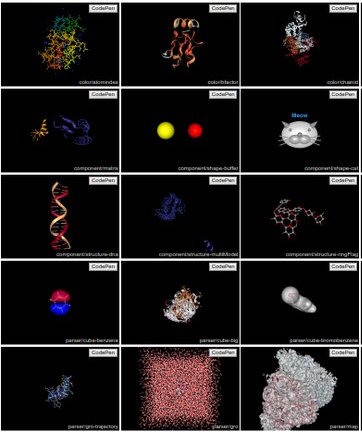 CodePen
CodePen
CodePen
color/atomindex
color/bfactor
color/chainid
CodePen
CodePen
CodePen
Meow
component/matrix
component/shape-buffer
component/shape-cat
CodePen
CodePen
CodePen
component/structure-dna
component/structure-multiModel
component/structure-ringFlag
CodePen
CodePen
CodePen
parser/cube-benzene
parser/cube-big
parser/cube-bromobenzene
CodePen
CodePen
CodePen
parser/gro-trajectory
parser/gro
parser/map